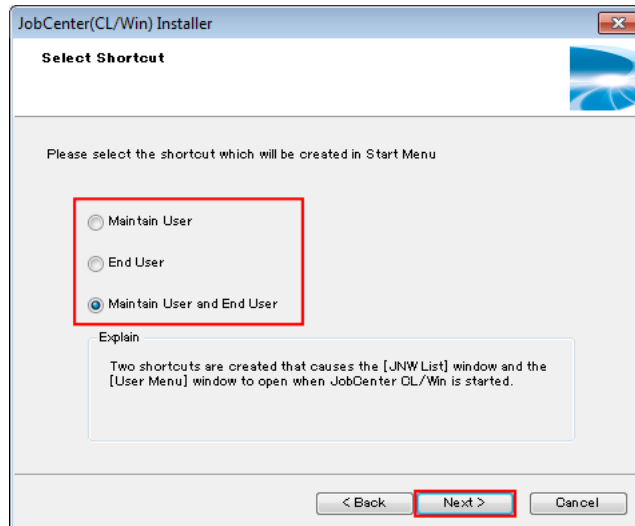 JobCenter(CL/Win) Installer
Select Shortcut
Please select the shortcut which will be created in Start Menu
Maintain User
End User
Maintain User and End User
Explain
Two shortcuts are created that causes the [JNW List] window and the
[User Menu] window to open when JobCenter CL/Win is started.
< Back Next > Cancel